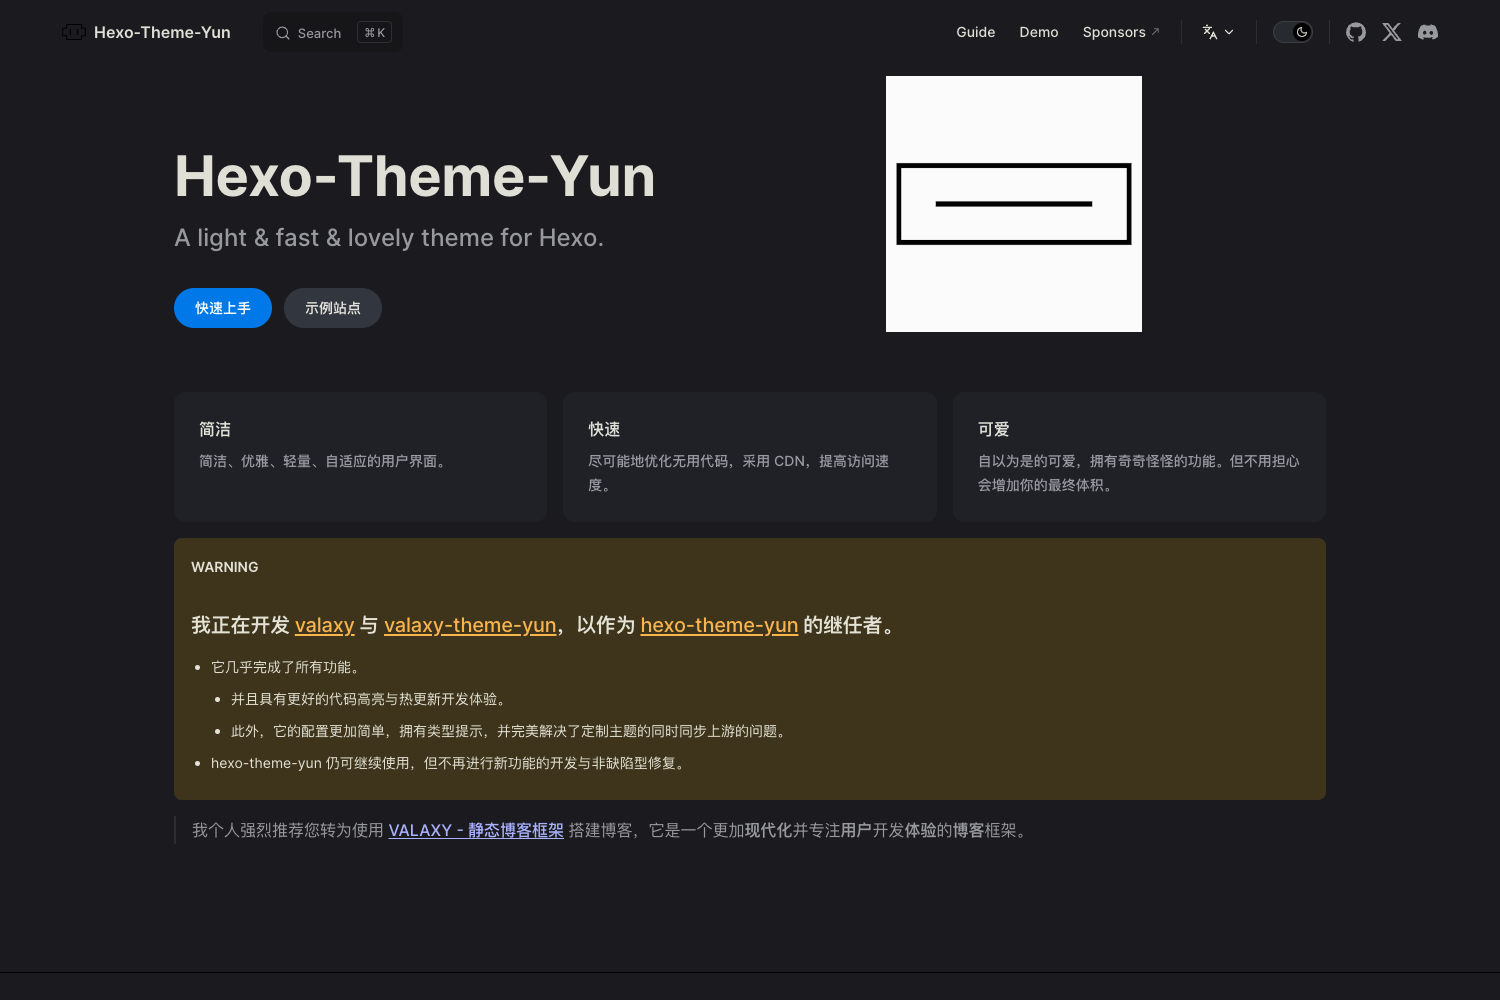 Hexo-Theme-Yun
Search ⌘ K
Guide
Demo
Sponsors
Hexo-Theme-Yun
A light & fast & lovely theme for Hexo.
快速上手
示例站点
简洁
简洁、优雅、轻量、自适应的用户界面。
快速
尽可能地优化无用代码，采用 CDN，提高访问速
度。
可爱
自以为是的可爱，拥有奇奇怪怪的功能。但不用担心
会增加你的最终体积。
WARNING
我正在开发 valaxy 与 valaxy-theme-yun，以作为 hexo-theme-yun 的继任者。
它几乎完成了所有功能。
并且具有更好的代码高亮与热更新开发体验。
此外，它的配置更加简单，拥有类型提示，并完美解决了定制主题的同时同步上游的问题。
hexo-theme-yun 仍可继续使用，但不再进行新功能的开发与非缺陷型修复。
我个人强烈推荐您转为使用 VALAXY - 静态博客框架 搭建博客，它是一个更加现代化并专注用户开发体验的博客框架。